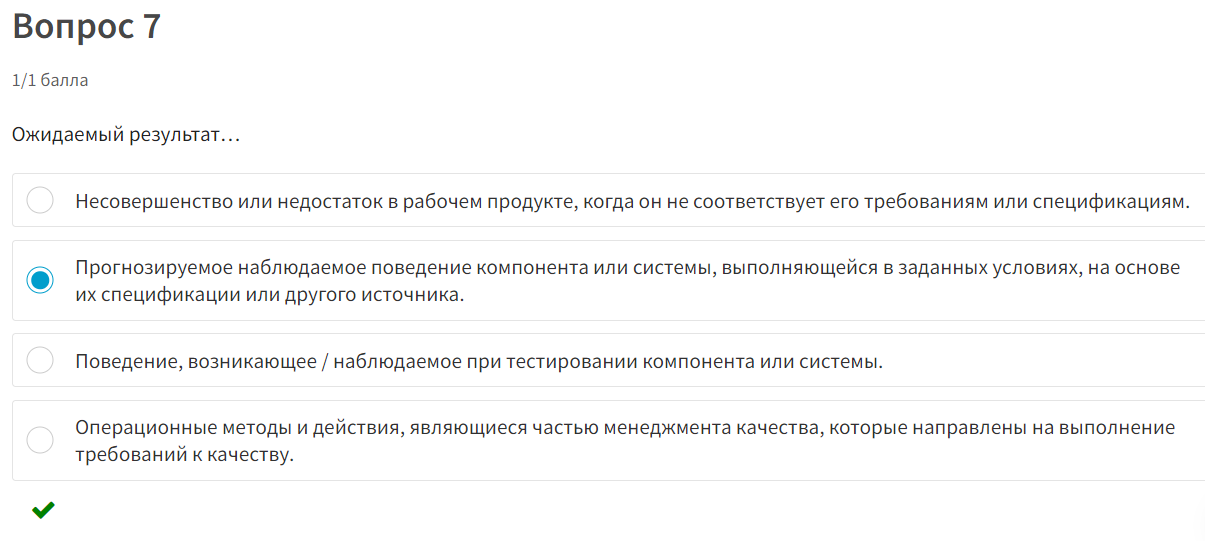 Вопрос 7
1/1 балла
Ожидаемый результат…
Несовершенство или недостаток в рабочем продукте, когда он не соответствует его требованиям или спецификациям.
Прогнозируемое наблюдаемое поведение компонента или системы, выполняющейся в заданных условиях, на основе
их спецификации или другого источника.
Поведение, возникающее / наблюдаемое при тестировании компонента или системы.
Операционные методы и действия, являющиеся частью менеджмента качества, которые направлены на выполнение
требований к качеству.